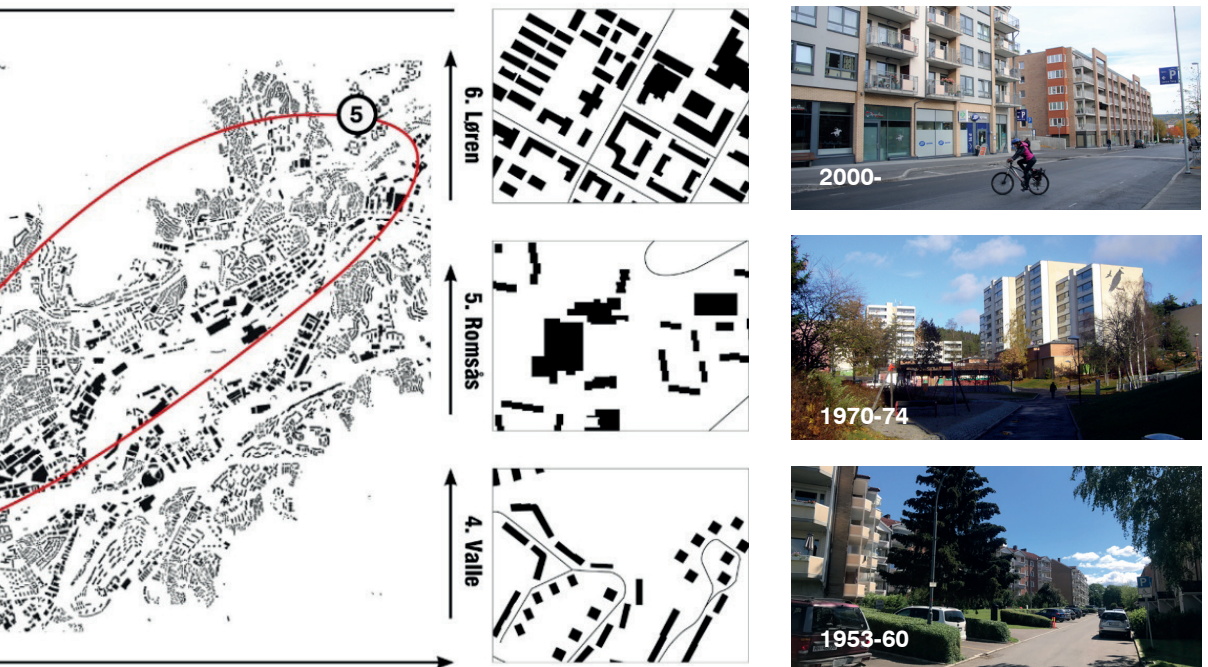 5
6. Løren
2000-
5. Romsås
1970-74
4. Valle
1953-60
P
P
P